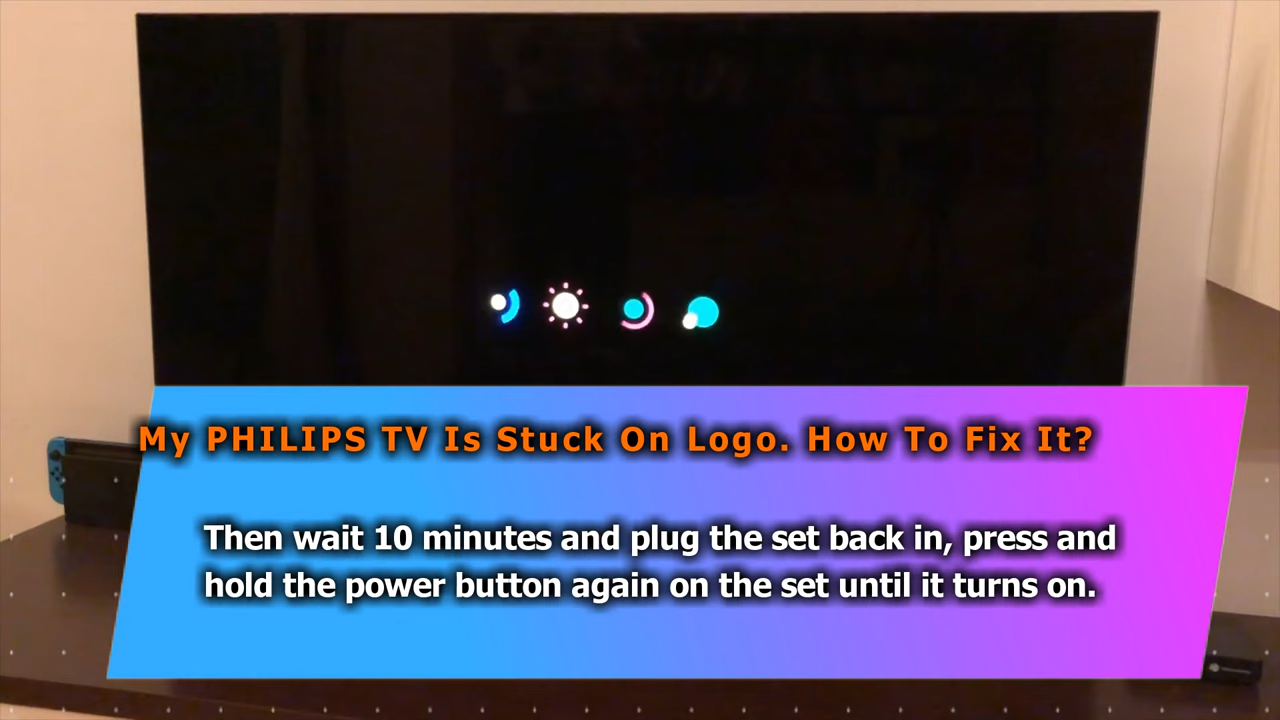 My PHILIPS TV Is Stuck On Logo. How To Fix It?
Then wait 10 minutes and plug the set back in, press and
hold the power button again on the set until it turns on.